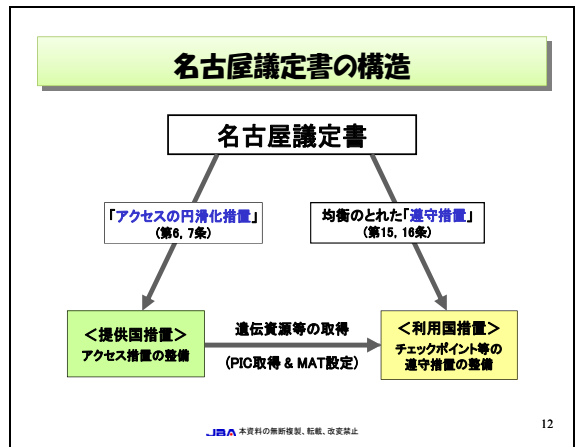 名古屋議定書の構造
名古屋議定書
「アクセスの円滑化措置」
(第6, 7条)
均衡のとれた「遵守措置」
(第15, 16条)
＜提供国措置＞
アクセス措置の整備
遺伝資源等の取得
(PIC取得 & MAT設定)
＜利用国措置＞
チェックポイント等の
遵守措置の整備
JBA 本資料の無断複製、転載、改変禁止
12